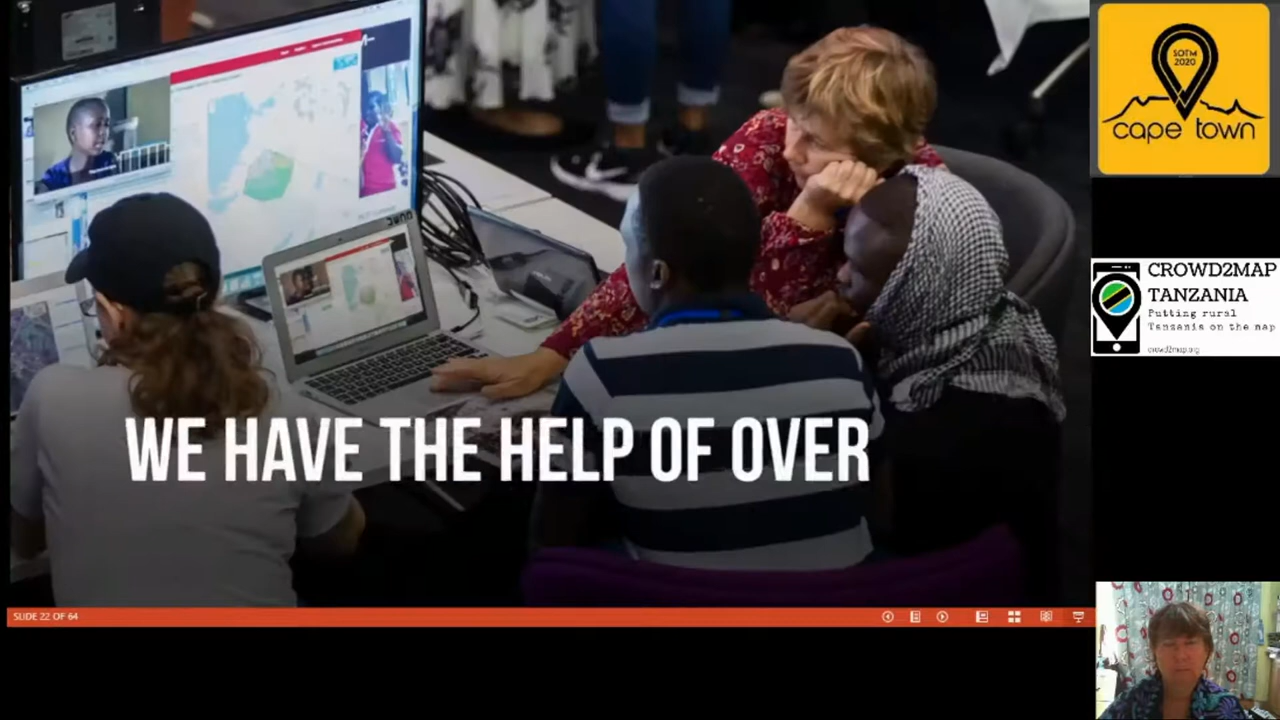 SOTM
2020
cape town
CROWD2MAP
TANZANIA
Putting rural
Tanzania on the map
crowd2map.org
WE HAVE THE HELP OF OVER
SLIDE 22 OF 64